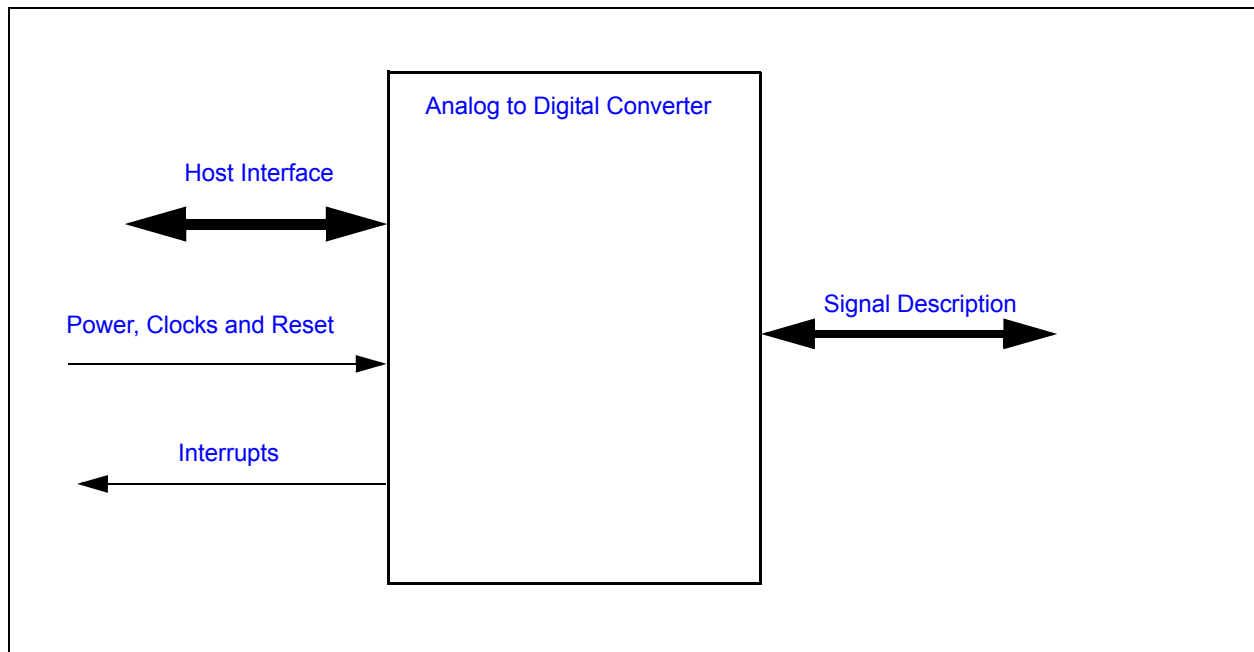 Analog to Digital Converter
Host Interface
Signal Description
Power, Clocks and Reset
Interrupts